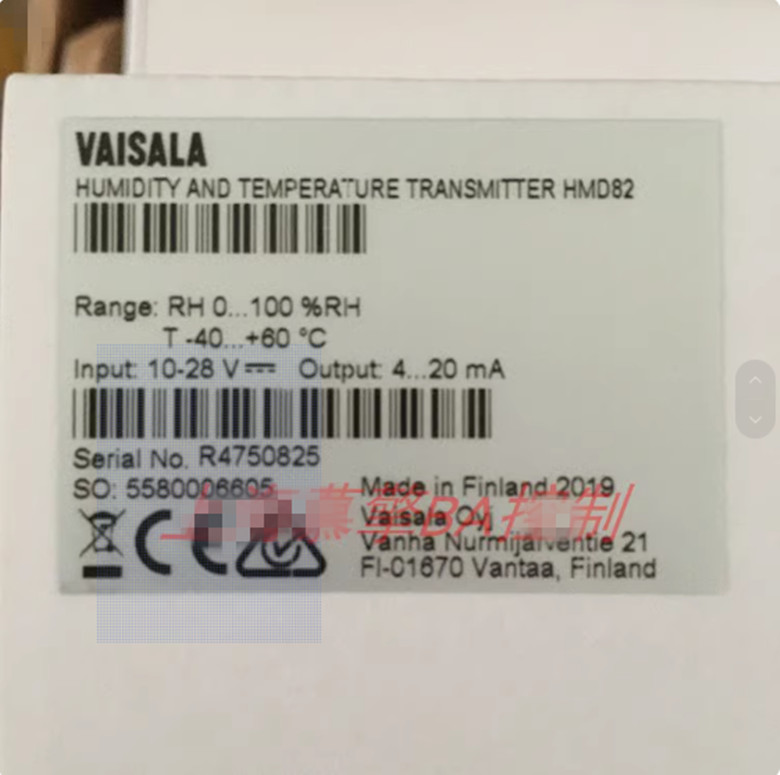 VAISALA
HUMIDITY AND TEMPERATURE TRANSMITTER HMD82
Range: RH 0...100 %RH
T -40...+60 °C
Input: 10-28 V⎓ Output: 4...20 mA
Serial No. R4750825
SO: 5580006605 Made in Finland 2019
Vaisala Oyj
BA 制
Vanha Nurmijärventie 21
FI-01670 Vantaa, Finland